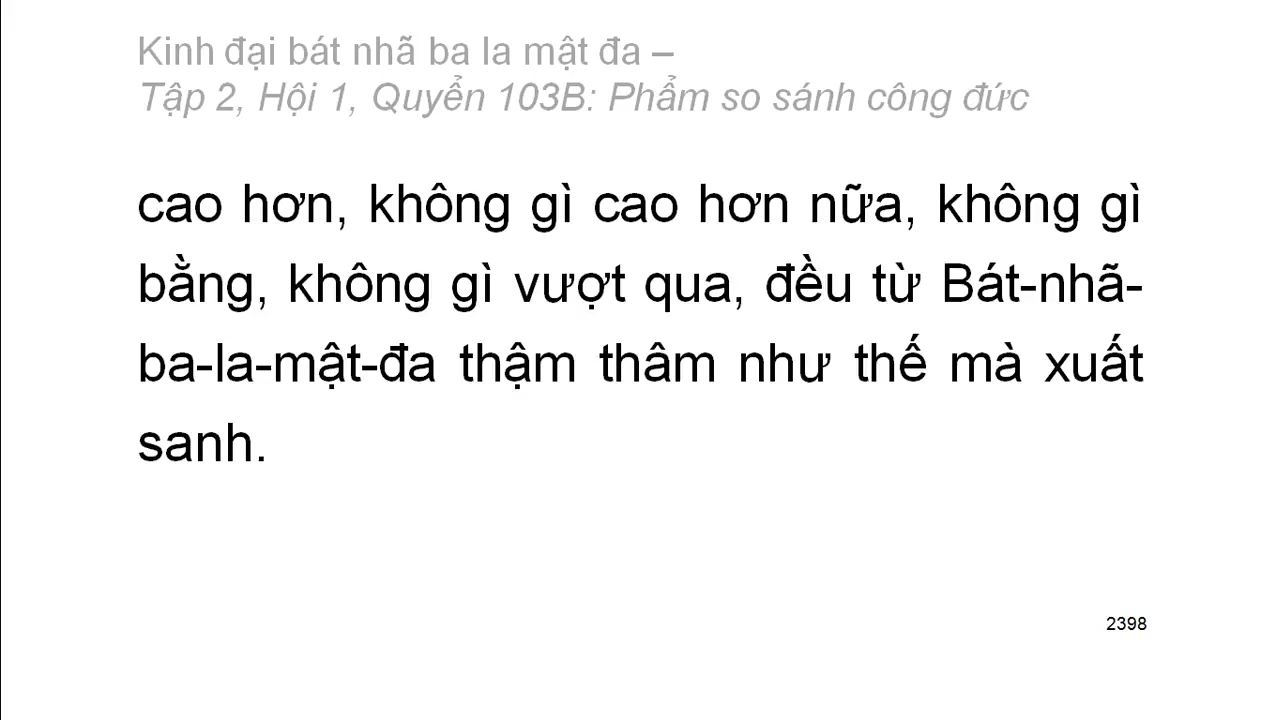 Kinh đại bát nhã ba la mật đa –
Tập 2, Hội 1, Quyển 103B: Phẩm so sánh công đức
cao hơn, không gì cao hơn nữa, không gì
bằng, không gì vượt qua, đều từ Bát-nhã-
ba-la-mật-đa thậm thâm như thế mà xuất
sanh.
2398